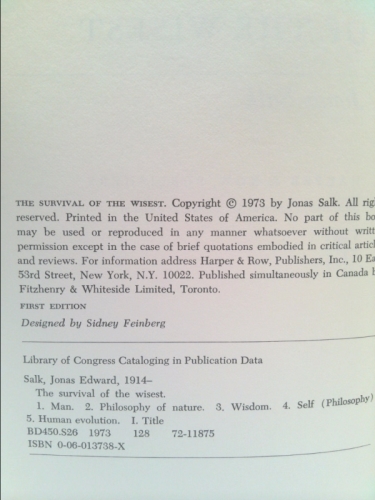 THE SURVIVAL OF THE WISEST. Copyright © 1973 by Jonas Salk. All
reserved. Printed in the United States of America. No part of this
may be used or reproduced in any manner whatsoever without
permission except in the case of brief quotations embodied in critical
and reviews. For information address Harper & Row, Publishers, Inc., 10
53rd Street, New York, N.Y. 10022. Published simultaneously in Canada
Fitzhenry & Whiteside Limited, Toronto.
FIRST EDITION
Designed by Sidney Feinberg
Library of Congress Cataloging in Publication Data
Salk, Jonas Edward, 1914–
The survival of the wisest.
1. Man. 2. Philosophy of nature. 3. Wisdom. 4. Self (Philosophy)
5. Human evolution. I. Title
BD450.S26 1973 128 72-11875
ISBN 0-06-013738-X